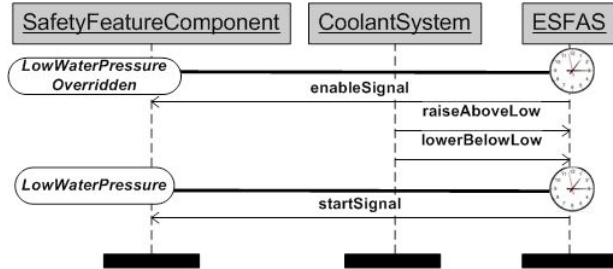 SafetyFeatureComponent
CoolantSystem
ESFAS
LowWaterPressure
Overridden
enableSignal
raiseAboveLow
lowerBelowLow
LowWaterPressure
startSignal